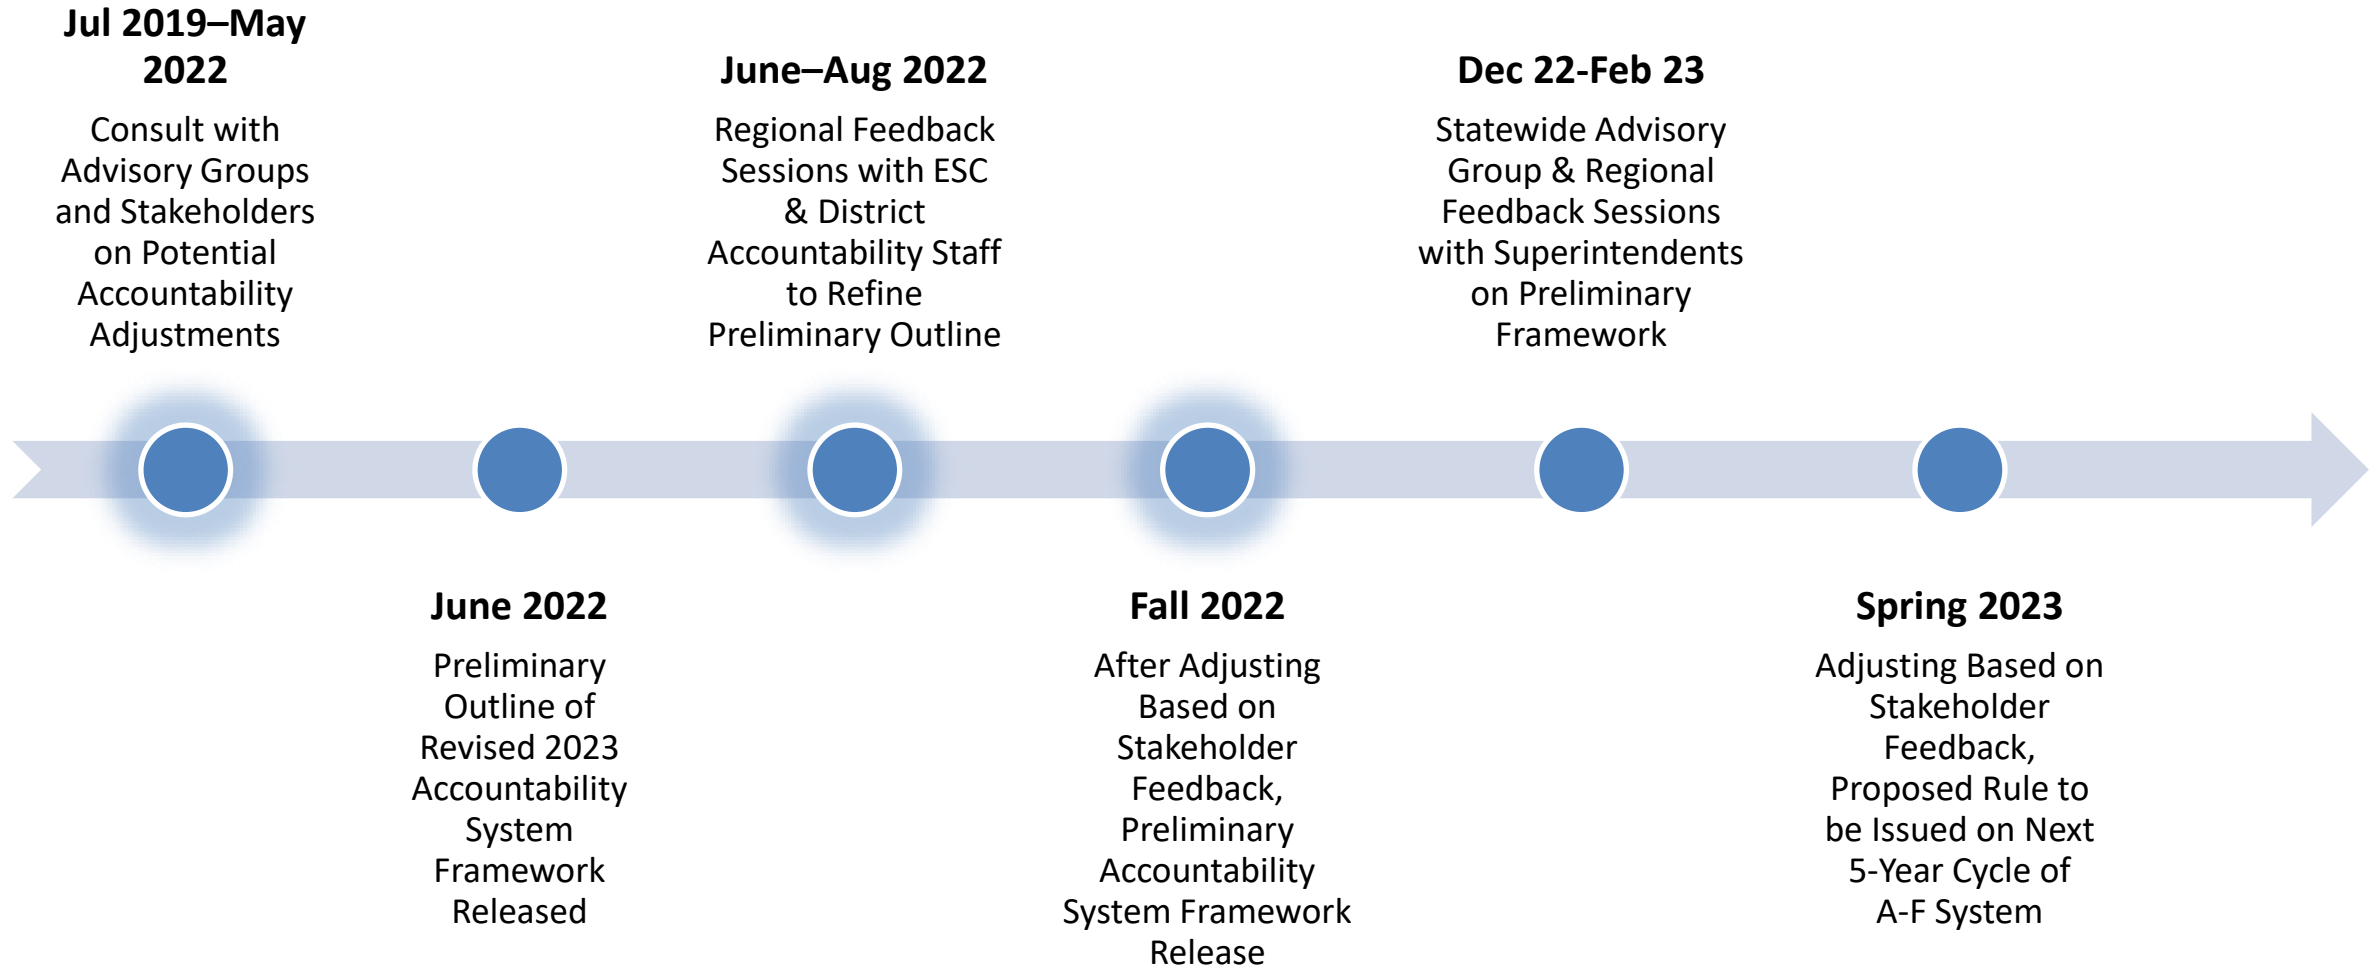 Jul 2019–May
2022
Consult with
Advisory Groups
and Stakeholders
on Potential
Accountability
Adjustments
June 2022
Preliminary
Outline of
Revised 2023
Accountability
System
Framework
Released
June–Aug 2022
Regional Feedback
Sessions with ESC
& District
Accountability Staff
to Refine
Preliminary Outline
Fall 2022
After Adjusting
Based on
Stakeholder
Feedback,
Preliminary
Accountability
System Framework
Release
Dec 22-Feb 23
Statewide Advisory
Group & Regional
Feedback Sessions
with Superintendents
on Preliminary
Framework
Spring 2023
Adjusting Based on
Stakeholder
Feedback,
Proposed Rule to
be Issued on Next
5-Year Cycle of
A-F System